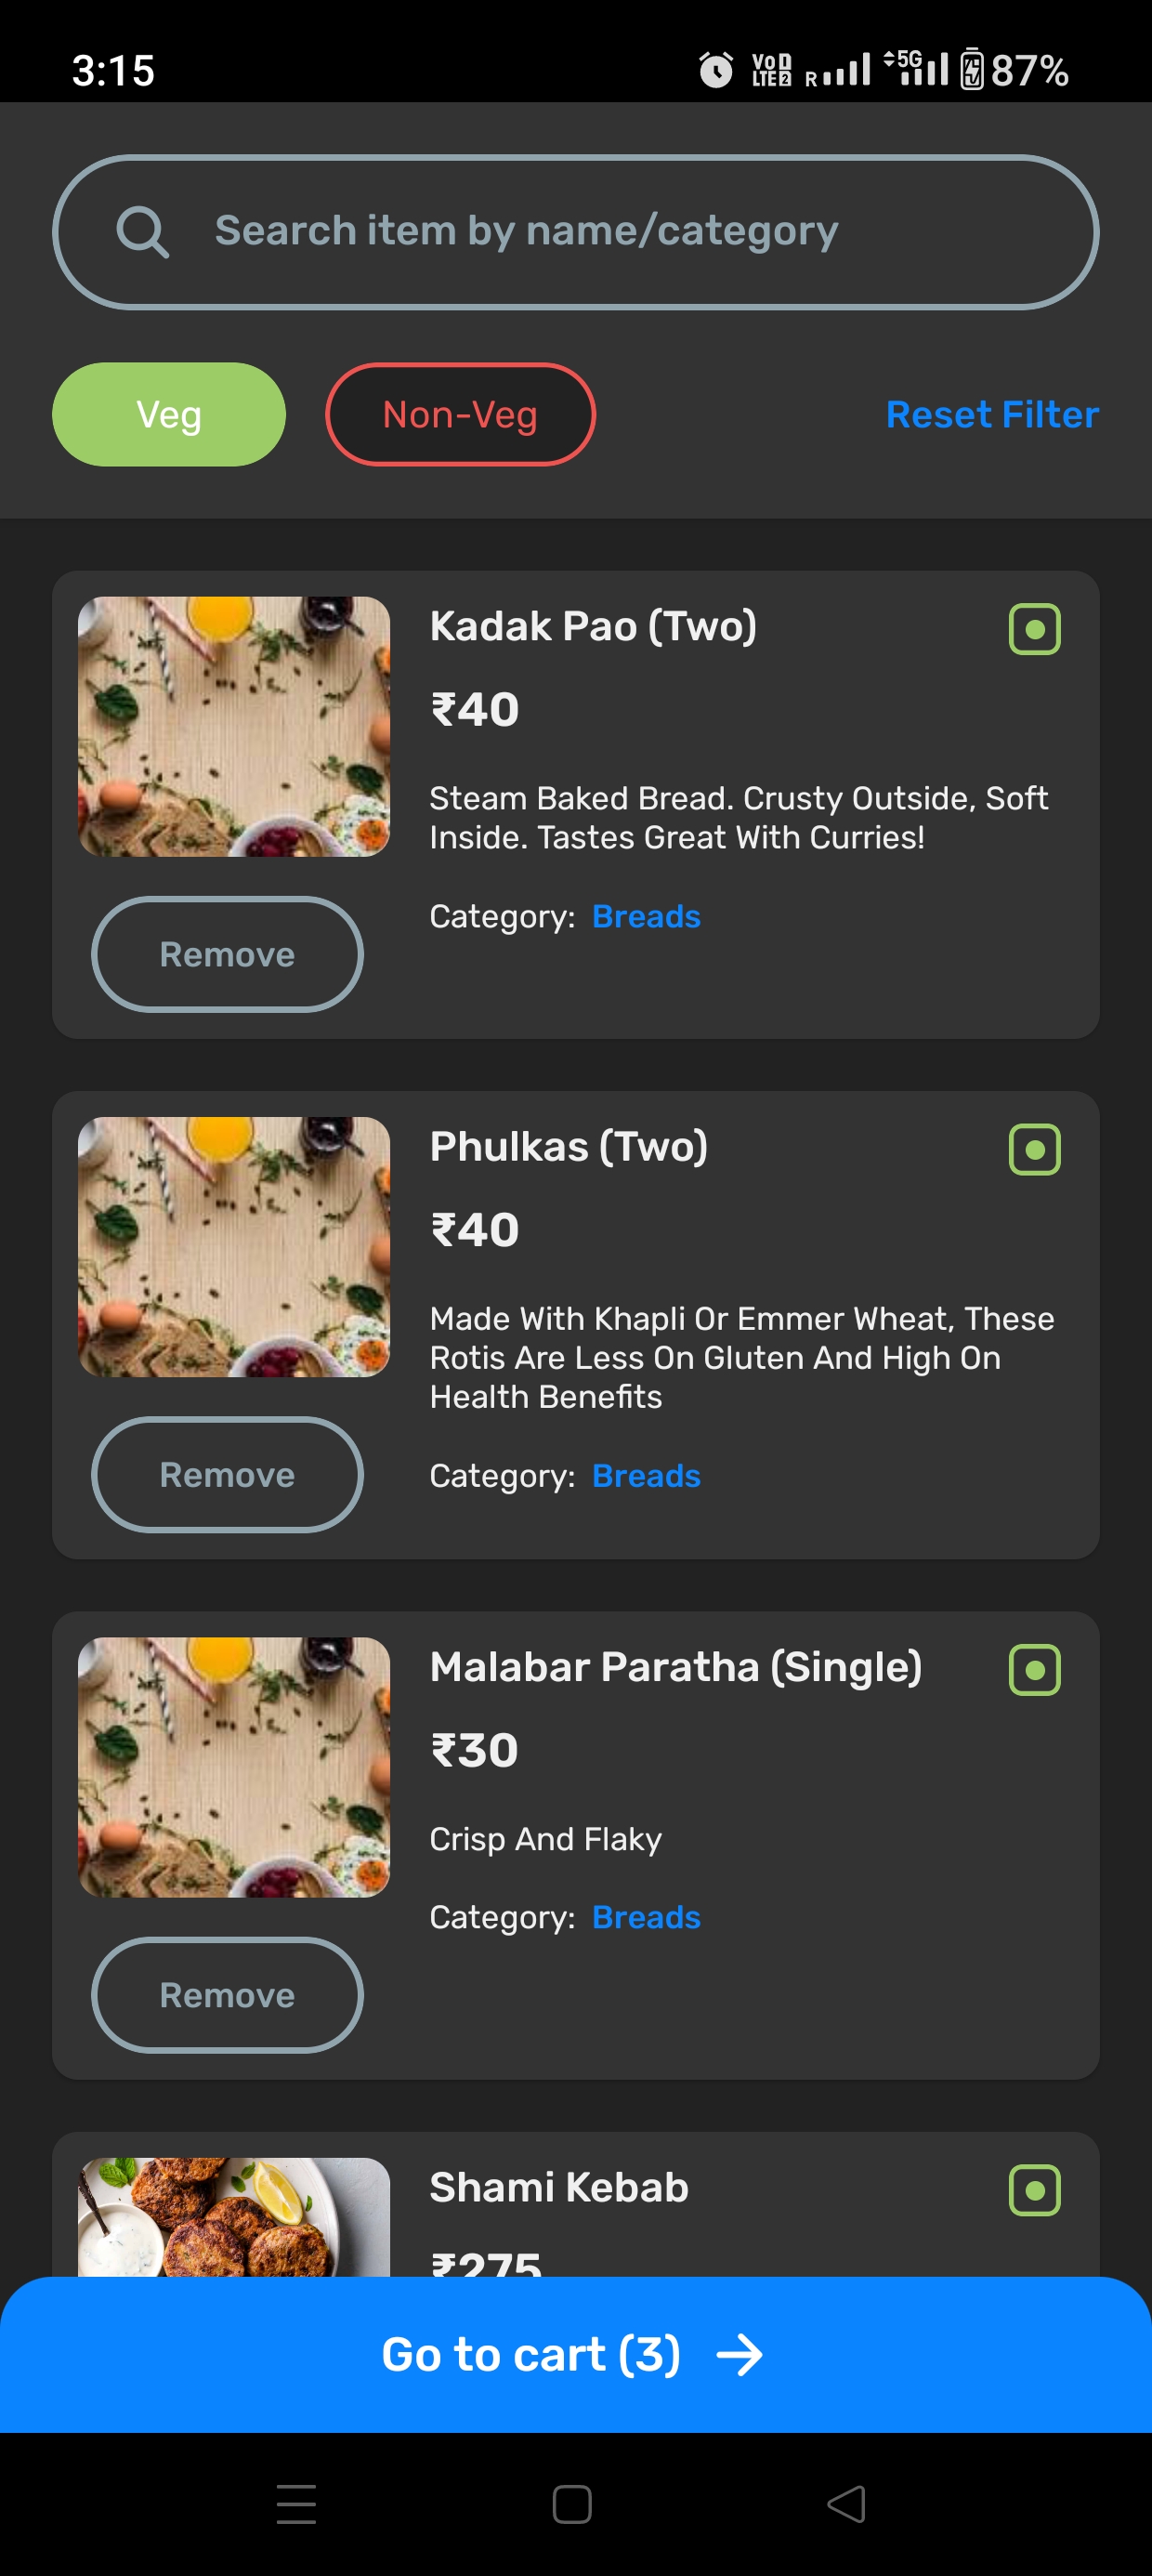 3:15
VoD LTE2 R 5G 87%
Search item by name/category
Veg Non-Veg Reset Filter
Kadak Pao (Two)
₹40
Steam Baked Bread. Crusty Outside, Soft
Inside. Tastes Great With Curries!
Category: Breads
Remove
Phulkas (Two)
₹40
Made With Khapli Or Emmer Wheat, These
Rotis Are Less On Gluten And High On
Health Benefits
Category: Breads
Remove
Malabar Paratha (Single)
₹30
Crisp And Flaky
Category: Breads
Remove
Shami Kebab
₹275
Go to cart (3)